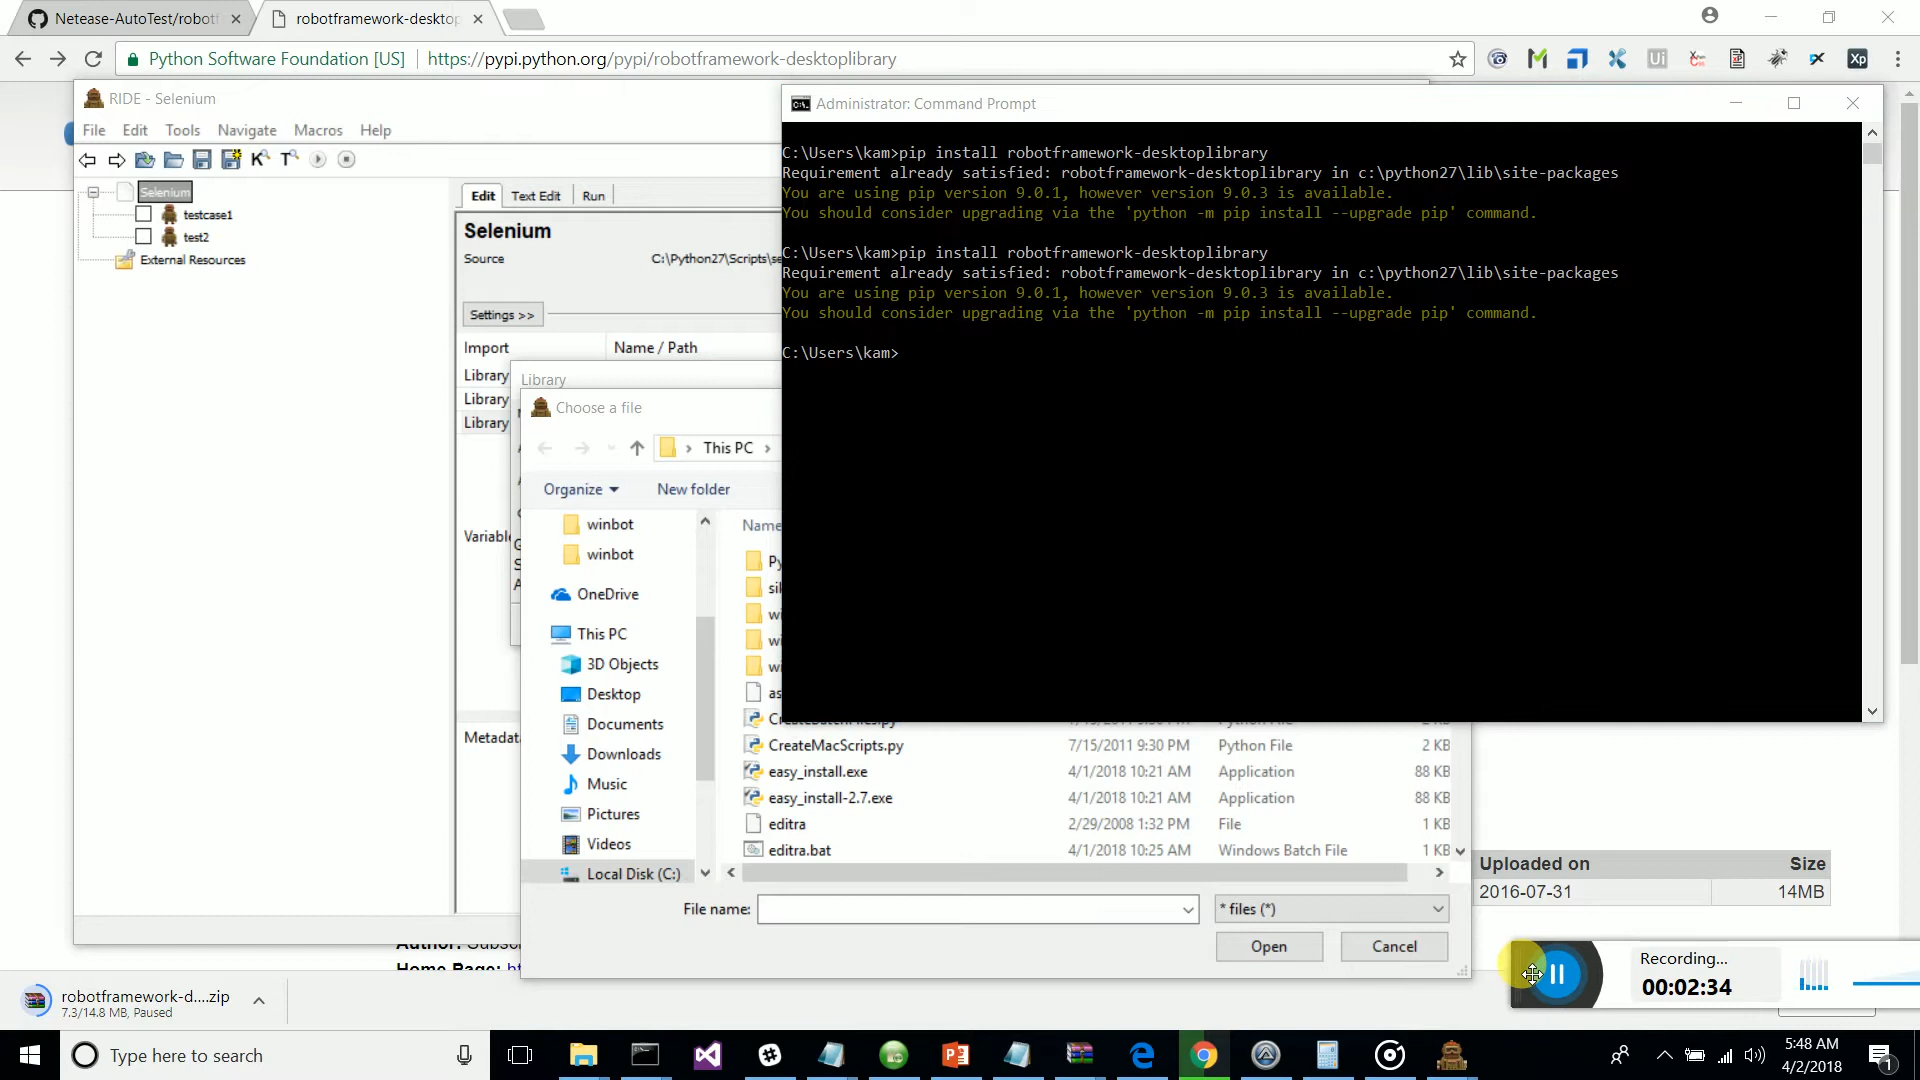 Netease-AutoTest/robotf
robotframework-desktop
Python Software Foundation [US]
https://pypi.python.org/pypi/robotframework-desktoplibrary
RIDE - Selenium
File Edit Tools Navigate Macros Help
Selenium
testcase1
test2
External Resources
Edit Text Edit Run
Selenium
Source C:\Python27\Scripts\se
Settings >>
Import Name / Path
Library
Library
Library
Variable
Metadata
Library
Choose a file
This PC
Organize New folder
winbot
winbot
OneDrive
This PC
3D Objects
Desktop
Documents
Downloads
Music
Pictures
Videos
Local Disk (C:)
Name
CreateBatchFiles.py
CreateMacScripts.py 7/15/2011 9:30 PM Python File 2 KB
easy_install.exe 4/1/2018 10:21 AM Application 88 KB
easy_install-2.7.exe 4/1/2018 10:21 AM Application 88 KB
editra 2/29/2008 1:32 PM File 1 KB
editra.bat 4/1/2018 10:25 AM Windows Batch File 1 KB
File name: * files (*)
Open Cancel
Administrator: Command Prompt
C:\Users\kam>pip install robotframework-desktoplibrary
Requirement already satisfied: robotframework-desktoplibrary in c:\python27\lib\site-packages
You are using pip version 9.0.1, however version 9.0.3 is available.
You should consider upgrading via the 'python -m pip install --upgrade pip' command.
C:\Users\kam>pip install robotframework-desktoplibrary
Requirement already satisfied: robotframework-desktoplibrary in c:\python27\lib\site-packages
You are using pip version 9.0.1, however version 9.0.3 is available.
You should consider upgrading via the 'python -m pip install --upgrade pip' command.
C:\Users\kam>
Uploaded on Size
2016-07-31 14MB
Author:
Home Page:
Recording...
00:02:34
robotframework-d....zip
7.3/14.8 MB, Paused
Type here to search
5:48 AM
4/2/2018
1